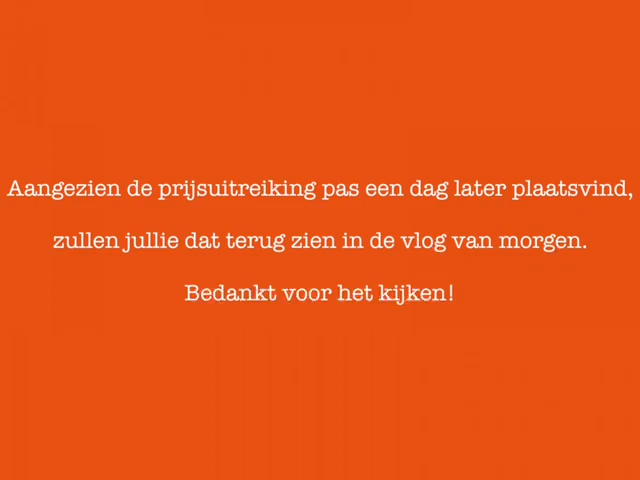 Aangezien de prijsuitreiking pas een dag later plaatsvind,
zullen jullie dat terug zien in de vlog van morgen.
Bedankt voor het kijken!